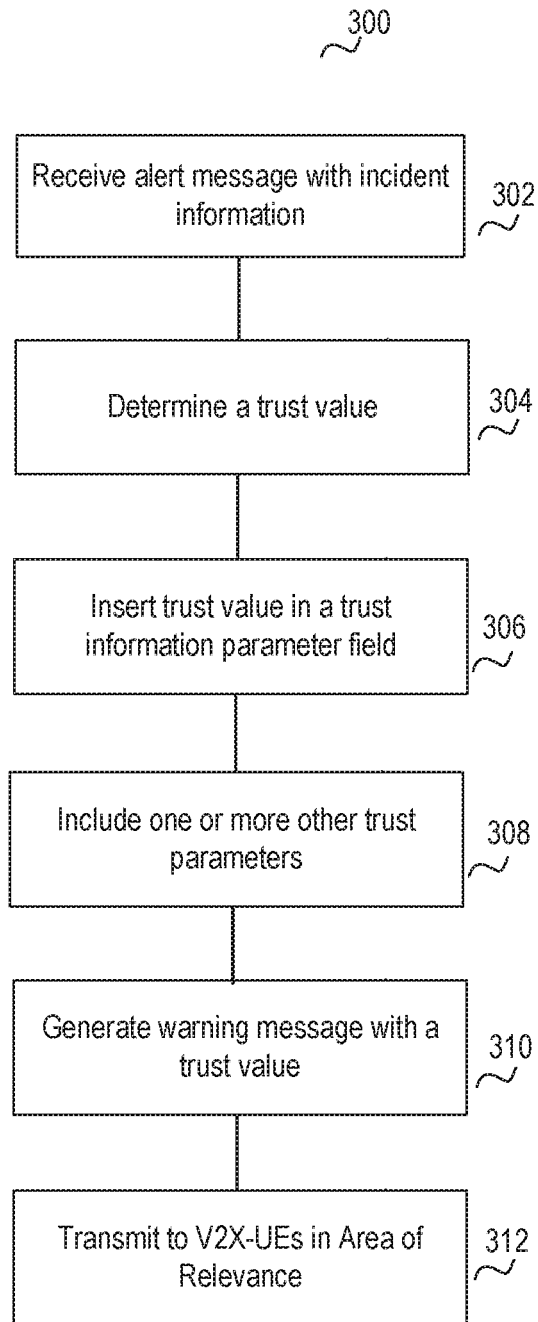 300
Receive alert message with incident
information
302
Determine a trust value
304
Insert trust value in a trust
information parameter field
306
Include one or more other trust
parameters
308
Generate warning message with a
trust value
310
Transmit to V2X-UEs in Area of
Relevance
312